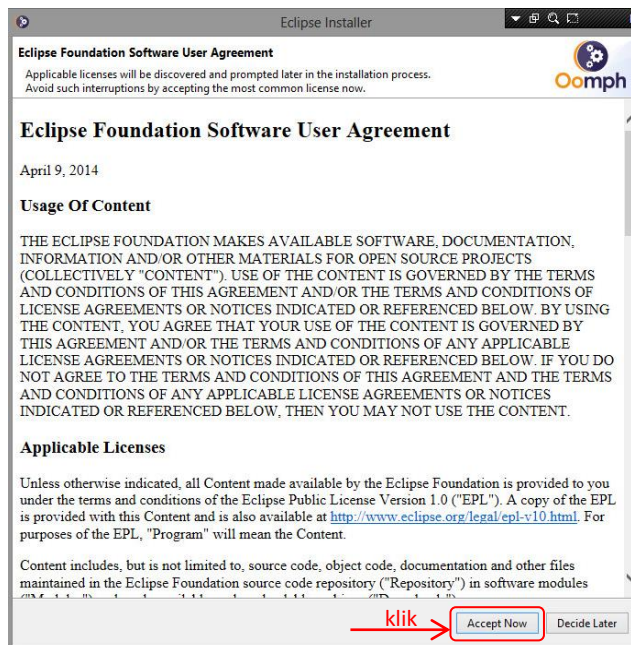 Eclipse Installer
Eclipse Foundation Software User Agreement
Applicable licenses will be discovered and prompted later in the installation process.
Avoid such interruptions by accepting the most common license now.
Oomph
Eclipse Foundation Software User Agreement
April 9, 2014
Usage Of Content
THE ECLIPSE FOUNDATION MAKES AVAILABLE SOFTWARE, DOCUMENTATION,
INFORMATION AND/OR OTHER MATERIALS FOR OPEN SOURCE PROJECTS
(COLLECTIVELY "CONTENT"). USE OF THE CONTENT IS GOVERNED BY THE TERMS
AND CONDITIONS OF THIS AGREEMENT AND/OR THE TERMS AND CONDITIONS OF
LICENSE AGREEMENTS OR NOTICES INDICATED OR REFERENCED BELOW. BY USING
THE CONTENT, YOU AGREE THAT YOUR USE OF THE CONTENT IS GOVERNED BY
THIS AGREEMENT AND/OR THE TERMS AND CONDITIONS OF ANY APPLICABLE
LICENSE AGREEMENTS OR NOTICES INDICATED OR REFERENCED BELOW. IF YOU DO
NOT AGREE TO THE TERMS AND CONDITIONS OF THIS AGREEMENT AND THE TERMS
AND CONDITIONS OF ANY APPLICABLE LICENSE AGREEMENTS OR NOTICES
INDICATED OR REFERENCED BELOW, THEN YOU MAY NOT USE THE CONTENT.
Applicable Licenses
Unless otherwise indicated, all Content made available by the Eclipse Foundation is provided to you
under the terms and conditions of the Eclipse Public License Version 1.0 ("EPL"). A copy of the EPL
is provided with this Content and is also available at http://www.eclipse.org/legal/epl-v10.html. For
purposes of the EPL, "Program" will mean the Content.
Content includes, but is not limited to, source code, object code, documentation and other files
maintained in the Eclipse Foundation source code repository ("Repository") in software modules
klik
Accept Now
Decide Later